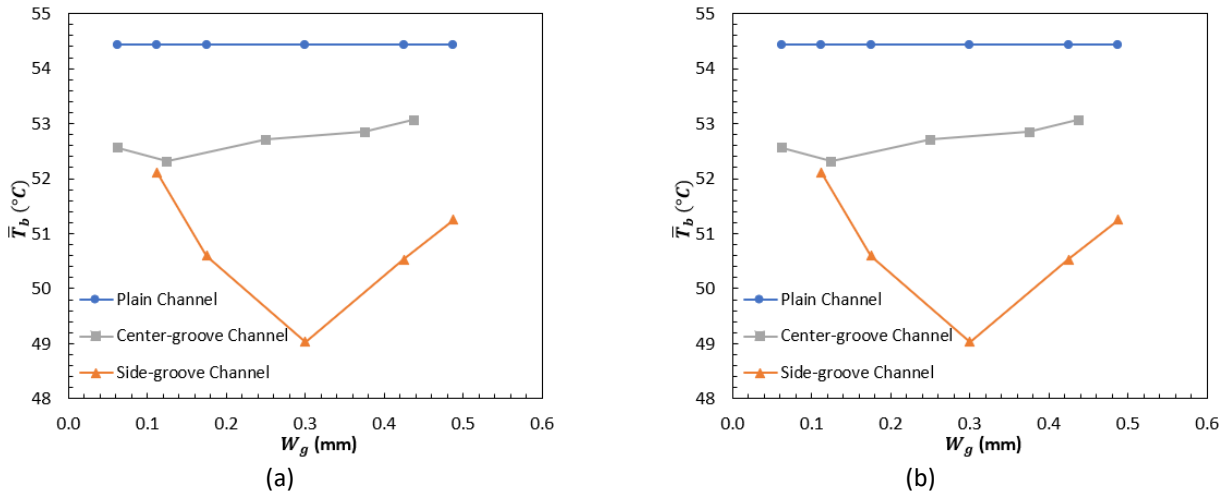 55
54
53
52
51
50
49
48
T̅b (°C)
Plain Channel
Center-groove Channel
Side-groove Channel
0.0 0.1 0.2 0.3 0.4 0.5 0.6
Wg (mm)
(a)
55
54
53
52
51
50
49
48
T̅b (°C)
Plain Channel
Center-groove Channel
Side-groove Channel
0.0 0.1 0.2 0.3 0.4 0.5 0.6
Wg (mm)
(b)